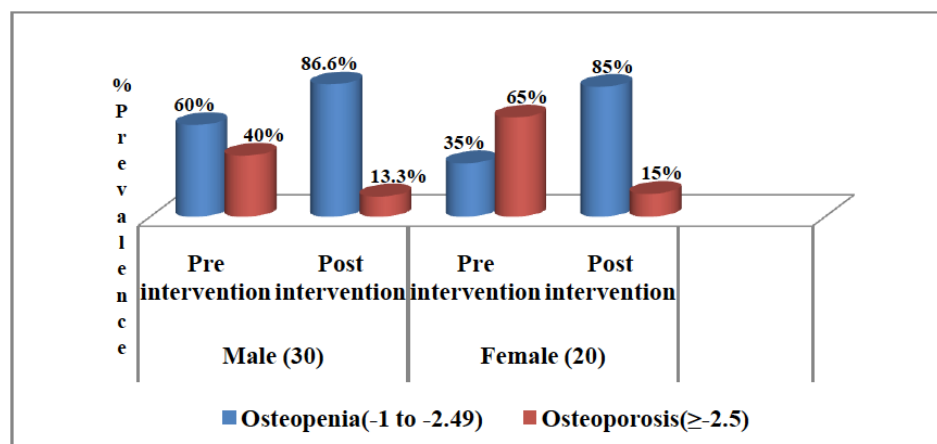 % Prevalence
60%
40%
86.6%
13.3%
35%
65%
85%
15%
Pre intervention
Post intervention
Pre intervention
Post intervention
Male (30)
Female (20)
Osteopenia(-1 to -2.49)
Osteoporosis(≥-2.5)